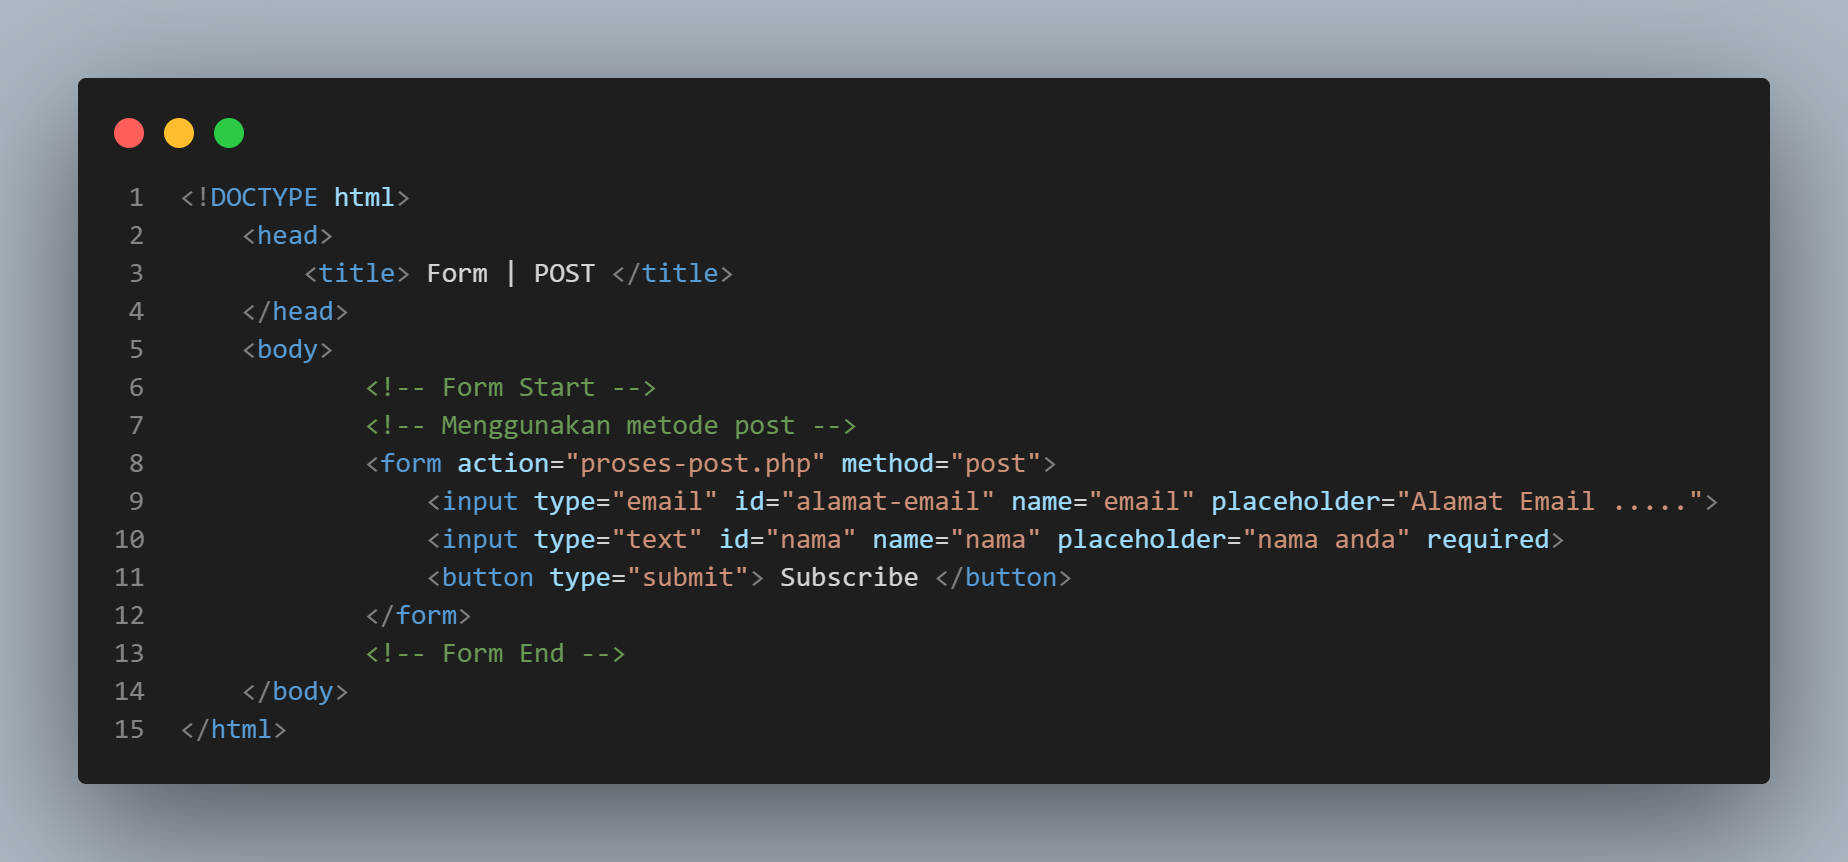 1 <!DOCTYPE html>
2     <head>
3         <title> Form | POST </title>
4     </head>
5     <body>
6             <!-- Form Start -->
7             <!-- Menggunakan metode post -->
8             <form action="proses-post.php" method="post">
9                 <input type="email" id="alamat-email" name="email" placeholder="Alamat Email .....">
10                 <input type="text" id="nama" name="nama" placeholder="nama anda" required>
11                 <button type="submit"> Subscribe </button>
12             </form>
13             <!-- Form End -->
14     </body>
15 </html>